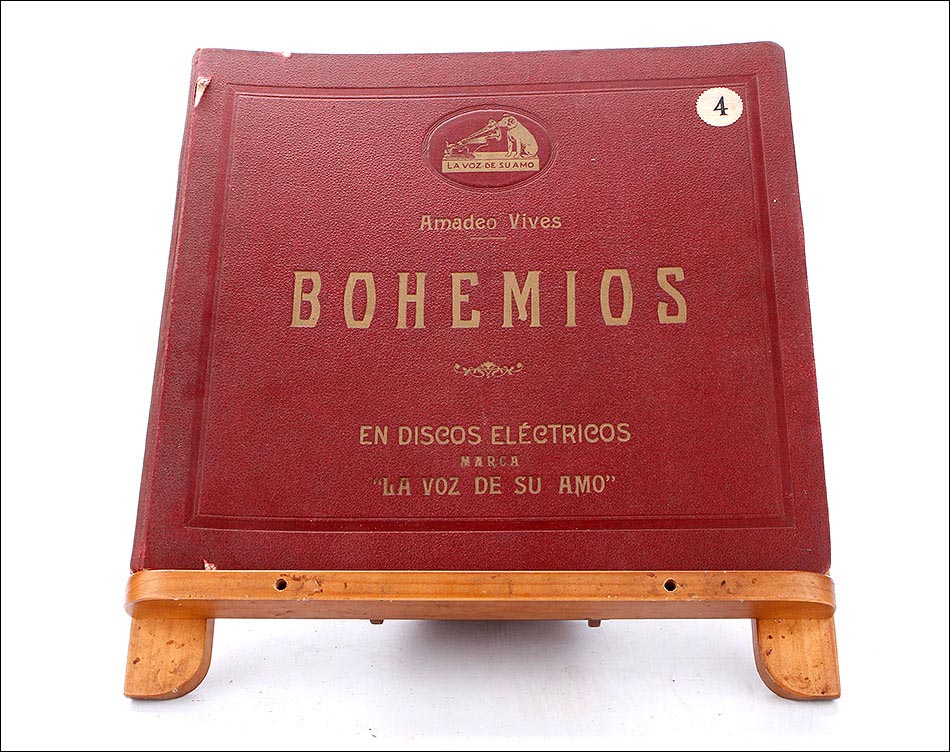 4
LA VOZ DE SU AMO
Amadeo Vives
BOHEMIOS
EN DISCOS ELÉCTRICOS
MARCA
"LA VOZ DE SU AMO"